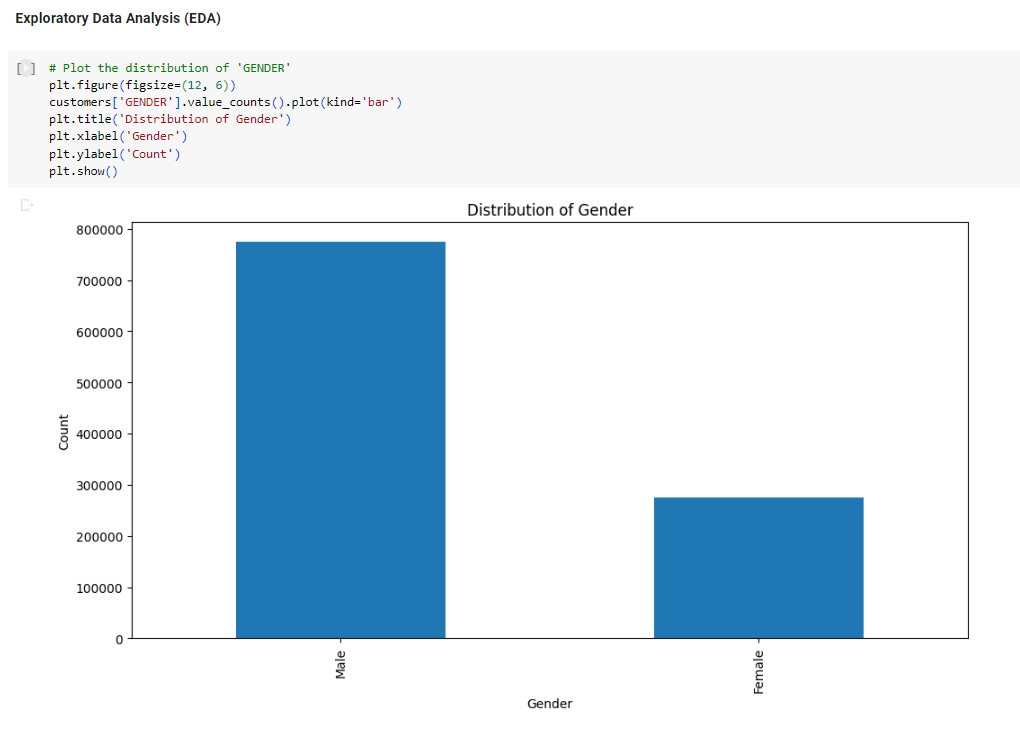 Exploratory Data Analysis (EDA)
[ ] # Plot the distribution of 'GENDER'
plt.figure(figsize=(12, 6))
customers['GENDER'].value_counts().plot(kind='bar')
plt.title('Distribution of Gender')
plt.xlabel('Gender')
plt.ylabel('Count')
plt.show()
Distribution of Gender
800000
700000
600000
500000
400000
300000
200000
100000
0
Count
Male
Female
Gender